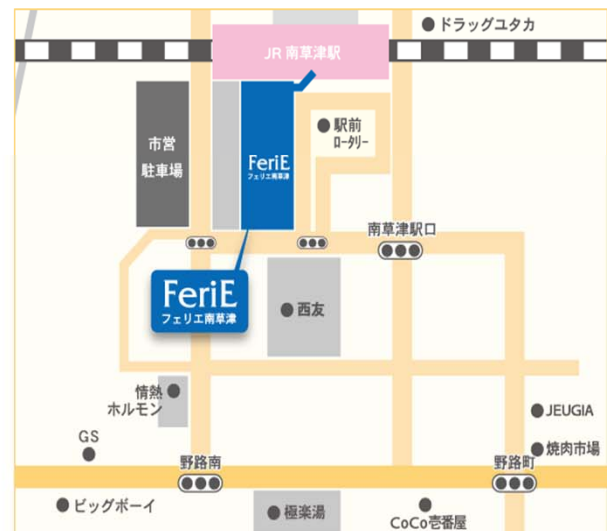 ドラッグユタカ
JR 南草津駅
市営
駐車場
FeriE
フェリエ南草津
駅前
ロータリー
南草津駅口
FeriE
フェリエ南草津
西友
情熱
ホルモン
JEUGIA
GS
焼肉市場
野路南
野路町
ビッグボーイ
極楽湯
CoCo壱番屋